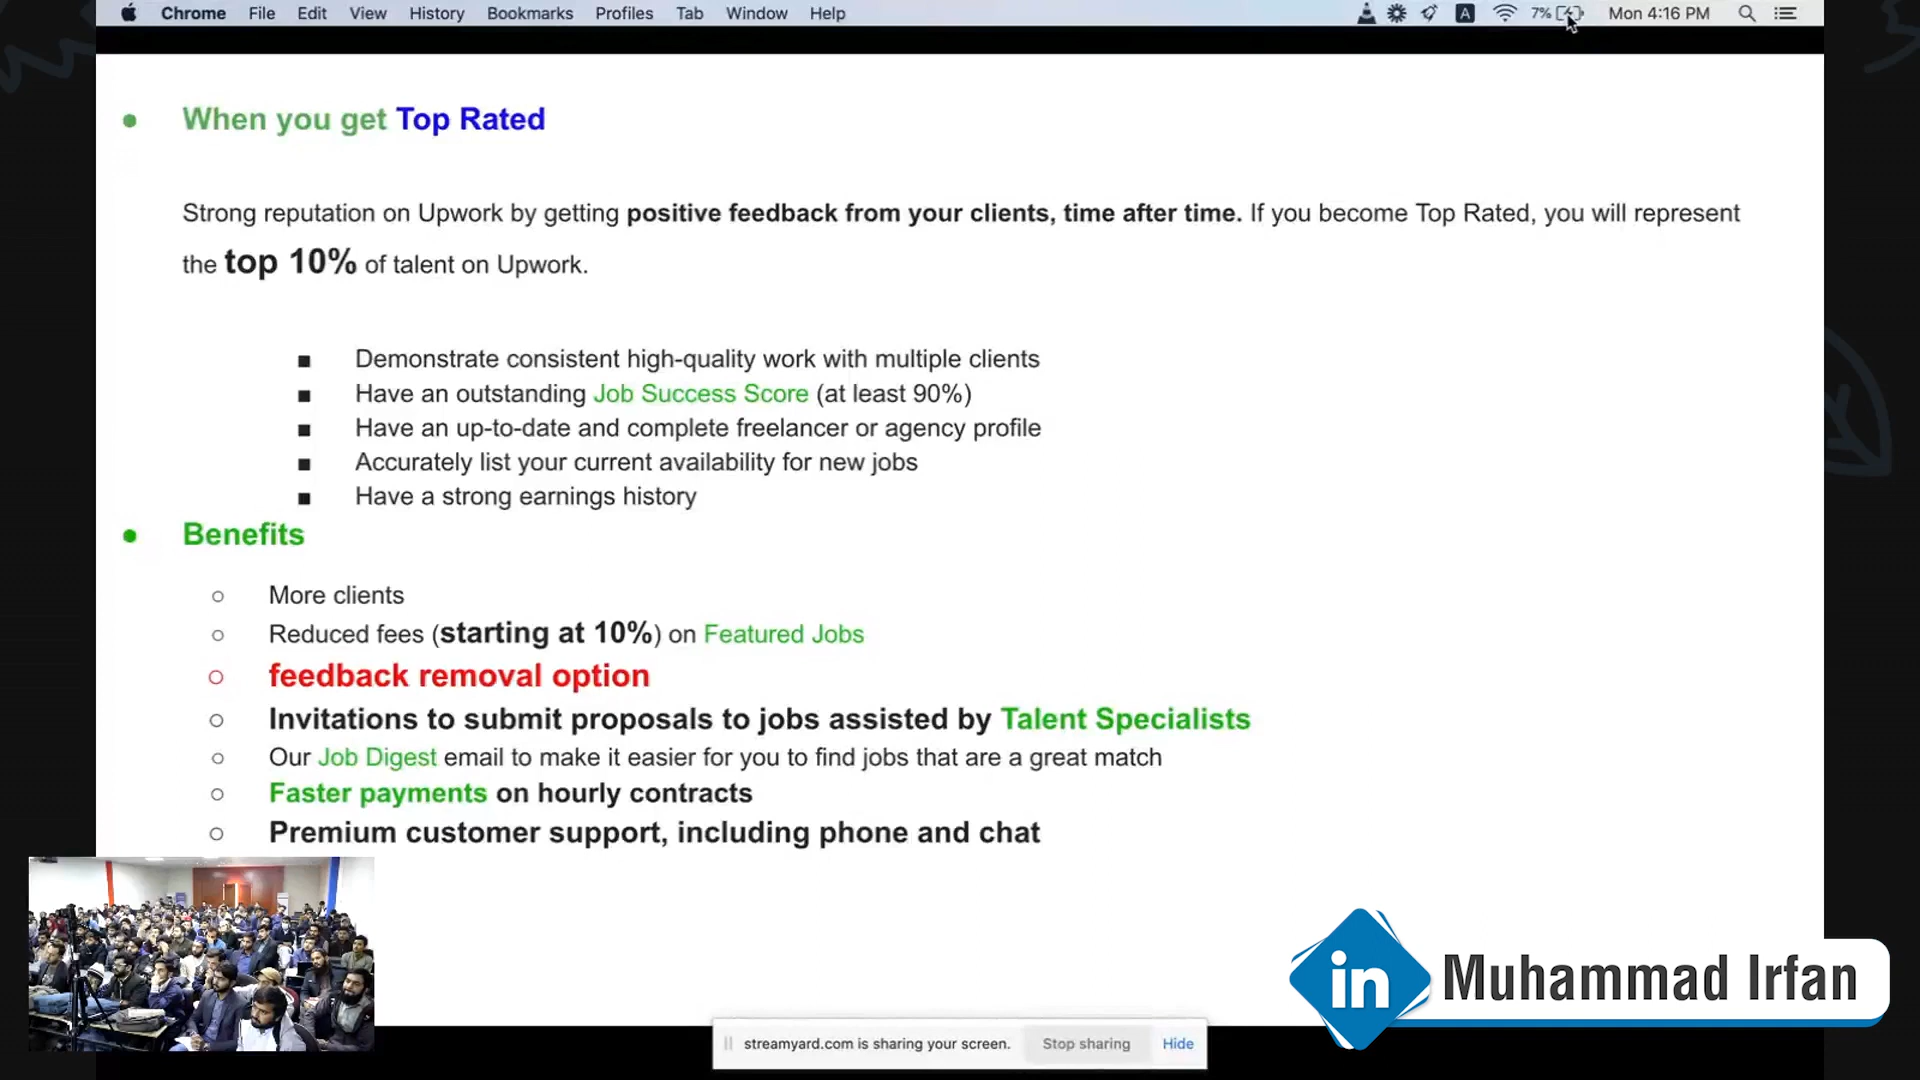 Chrome File Edit View History Bookmarks Profiles Tab Window Help A 7% Mon 4:16 PM
When you get Top Rated
Strong reputation on Upwork by getting positive feedback from your clients, time after time. If you become Top Rated, you will represent
the top 10% of talent on Upwork.
Demonstrate consistent high-quality work with multiple clients
Have an outstanding Job Success Score (at least 90%)
Have an up-to-date and complete freelancer or agency profile
Accurately list your current availability for new jobs
Have a strong earnings history
Benefits
More clients
Reduced fees (starting at 10%) on Featured Jobs
feedback removal option
Invitations to submit proposals to jobs assisted by Talent Specialists
Our Job Digest email to make it easier for you to find jobs that are a great match
Faster payments on hourly contracts
Premium customer support, including phone and chat
in Muhammad Irfan
streamyard.com is sharing your screen. Stop sharing Hide